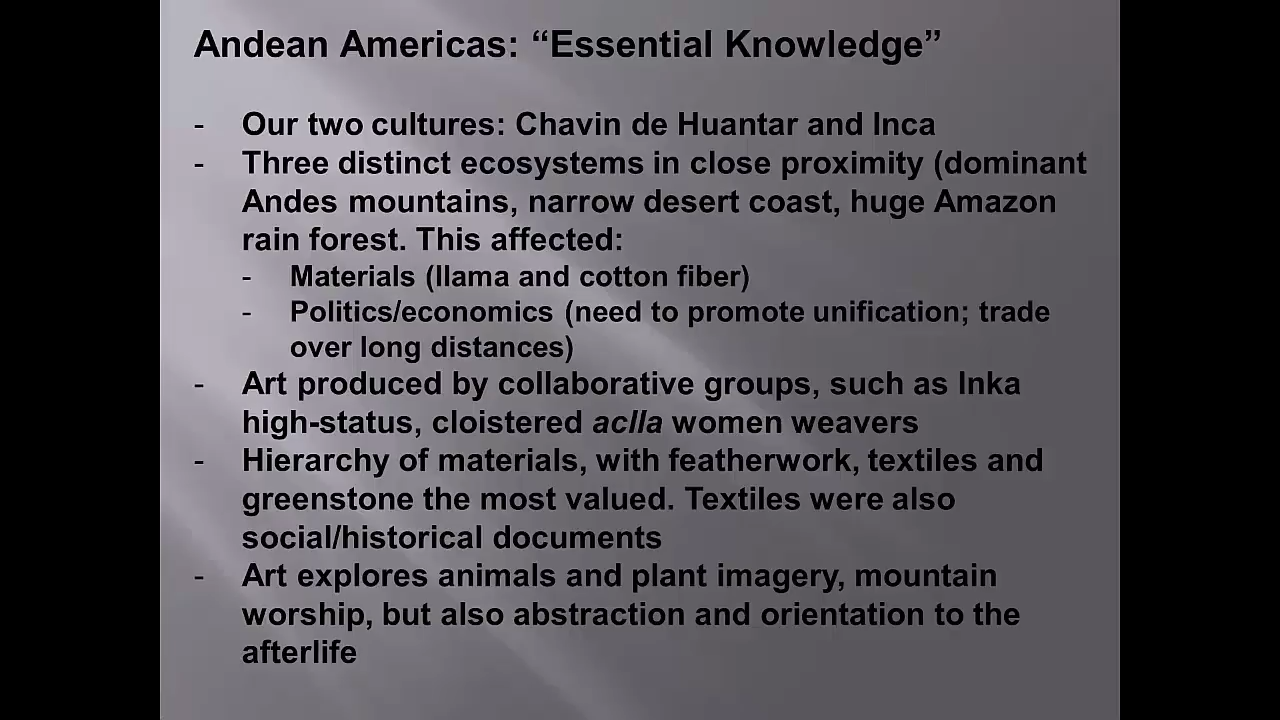 Andean Americas: “Essential Knowledge”
- Our two cultures: Chavin de Huantar and Inca
- Three distinct ecosystems in close proximity (dominant
Andes mountains, narrow desert coast, huge Amazon
rain forest. This affected:
- Materials (llama and cotton fiber)
- Politics/economics (need to promote unification; trade
over long distances)
- Art produced by collaborative groups, such as Inka
high-status, cloistered aclla women weavers
- Hierarchy of materials, with featherwork, textiles and
greenstone the most valued. Textiles were also
social/historical documents
- Art explores animals and plant imagery, mountain
worship, but also abstraction and orientation to the
afterlife